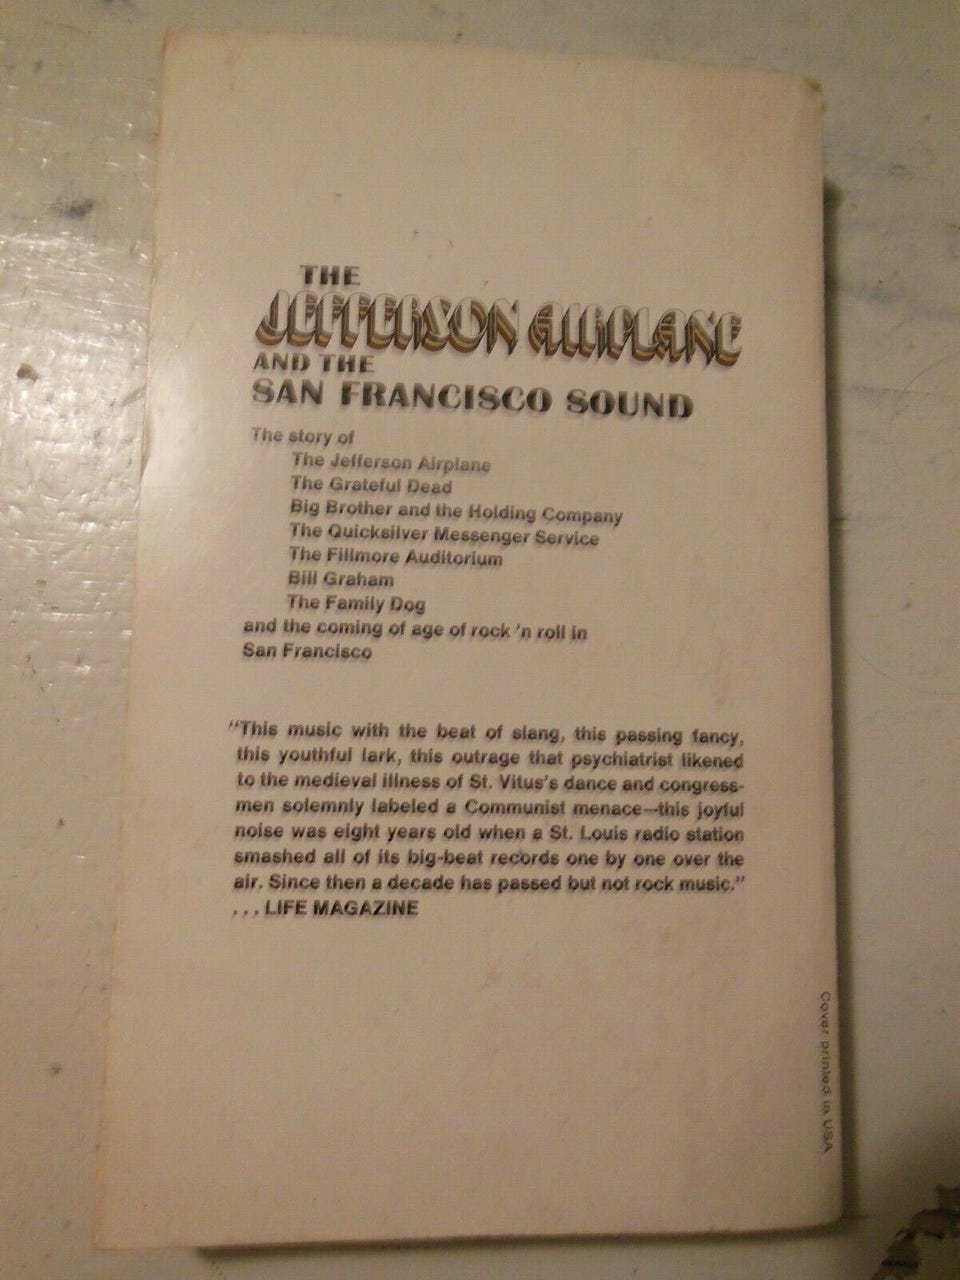 THE
JEFFERSON AIRPLANE
AND THE
SAN FRANCISCO SOUND
The story of
The Jefferson Airplane
The Grateful Dead
Big Brother and the Holding Company
The Quicksilver Messenger Service
The Fillmore Auditorium
Bill Graham
The Family Dog
and the coming of age of rock 'n roll in
San Francisco
"This music with the beat of slang, this passing fancy,
this youthful lark, this outrage that psychiatrist likened
to the medieval illness of St. Vitus's dance and congress-
men solemnly labeled a Communist menace—this joyful
noise was eight years old when a St. Louis radio station
smashed all of its big-beat records one by one over the
air. Since then a decade has passed but not rock music."
...LIFE MAGAZINE
Cover printed in USA